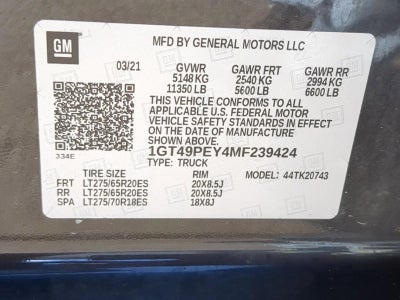 GM
MFD BY GENERAL MOTORS LLC
03/21 GVWR GAWR FRT GAWR RR
5148 KG 2540 KG 2994 KG
11350 LB 5600 LB 6600 LB
THIS VEHICLE CONFORMS TO ALL
APPLICABLE U.S. FEDERAL MOTOR
VEHICLE SAFETY STANDARDS IN EFFECT
ON THE DATE OF MANUFACTURE
SHOWN ABOVE.
334E 1GT49PEY4MF239424
TYPE: TRUCK MODEL: 44TK20743
TIRE SIZE RIM
FRT LT275/65R20ES 20X8.5J
RR LT275/65R20ES 20X8.5J
SPA LT275/70R18ES 18X8J